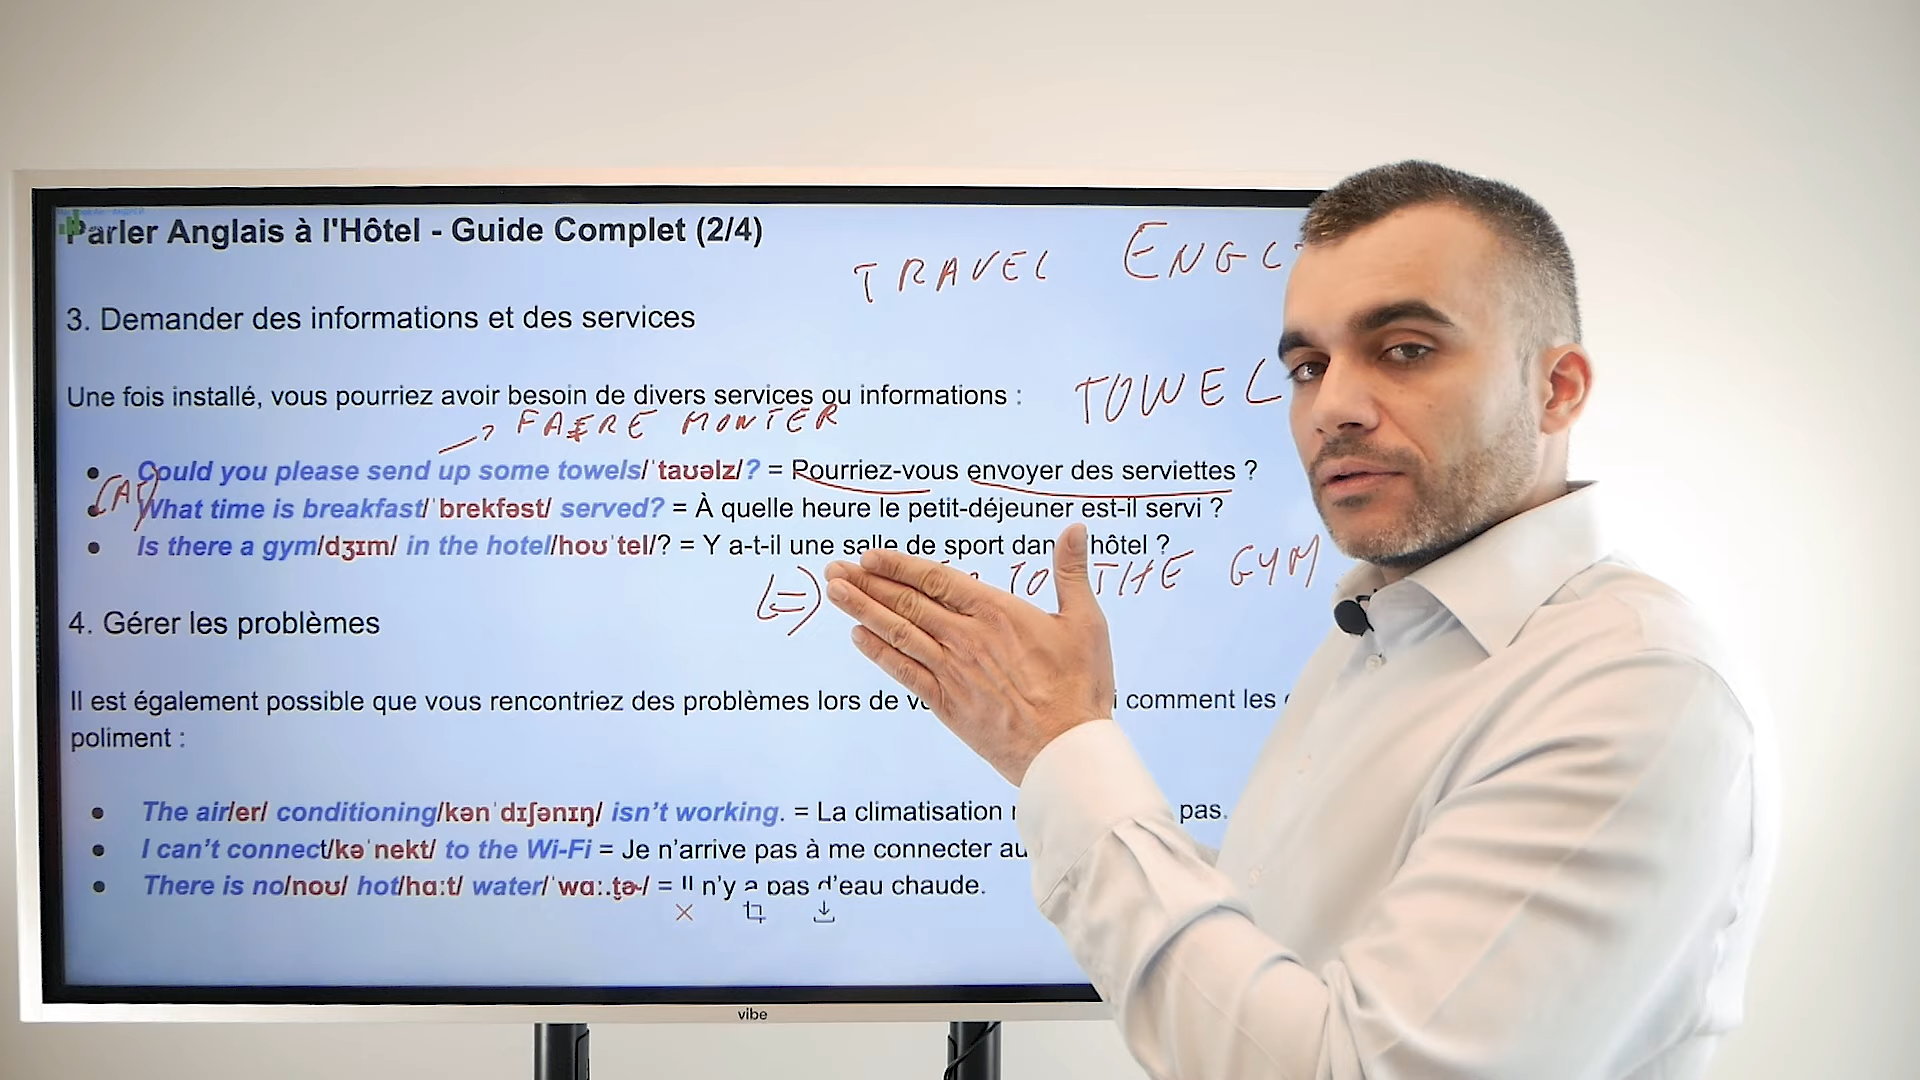 Parler Anglais à l'Hôtel - Guide Complet (2/4)
TRAVEL ENGL
3. Demander des informations et des services
TOWEL
Une fois installé, vous pourriez avoir besoin de divers services ou informations :
FAIRE MONTER
Could you please send up some towels/ˈtaʊəlz/? = Pourriez-vous envoyer des serviettes ?
(AT)
What time is breakfast/ˈbrekfəst/ served? = À quelle heure le petit-déjeuner est-il servi ?
Is there a gym/dʒɪm/ in the hotel/hoʊˈtel/? = Y a-t-il une salle de sport dan hôtel ?
TO THE GYM
4. Gérer les problèmes
Il est également possible que vous rencontriez des problèmes lors de comment les
poliment :
The air/er/ conditioning/kənˈdɪʃənɪŋ/ isn’t working. = La climatisation pas.
I can’t connect/kəˈnekt/ to the Wi-Fi = Je n’arrive pas à me connecter au
There is no/noʊ/ hot/hɑːt/ water/ˈwɑː.t̬ɚ/ = Il n’y a pas d’eau chaude.
vibe